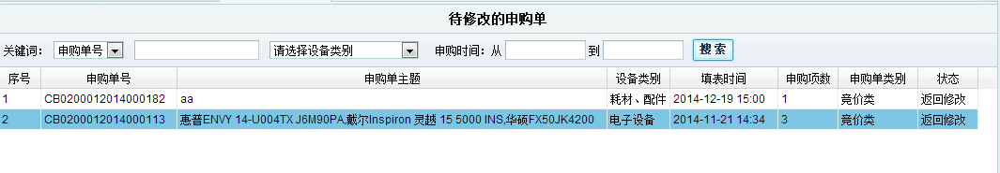 待修改的申购单
关键词： 申购单号 请选择设备类别 申购时间：从 到 搜 索
序号 申购单号 申购单主题 设备类别 填表时间 申购项数 申购单类别 状态
1 CB0200012014000182 aa 耗材、配件 2014-12-19 15:00 1 竞价类 返回修改
2 CB0200012014000113 惠普ENVY 14-U004TX J6M90PA,戴尔Inspiron 灵越 15 5000 INS,华硕FX50JK4200 电子设备 2014-11-21 14:34 3 竞价类 返回修改